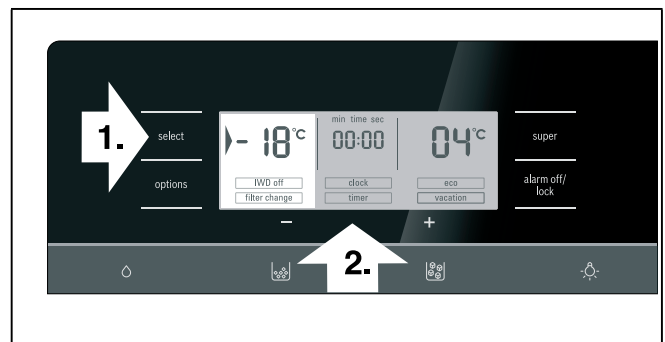 1.
select
options
- 18°C
IWD off
filter change
min time sec
00:00
clock
timer
04°C
eco
vacation
super
alarm off/
lock
−
+
2.